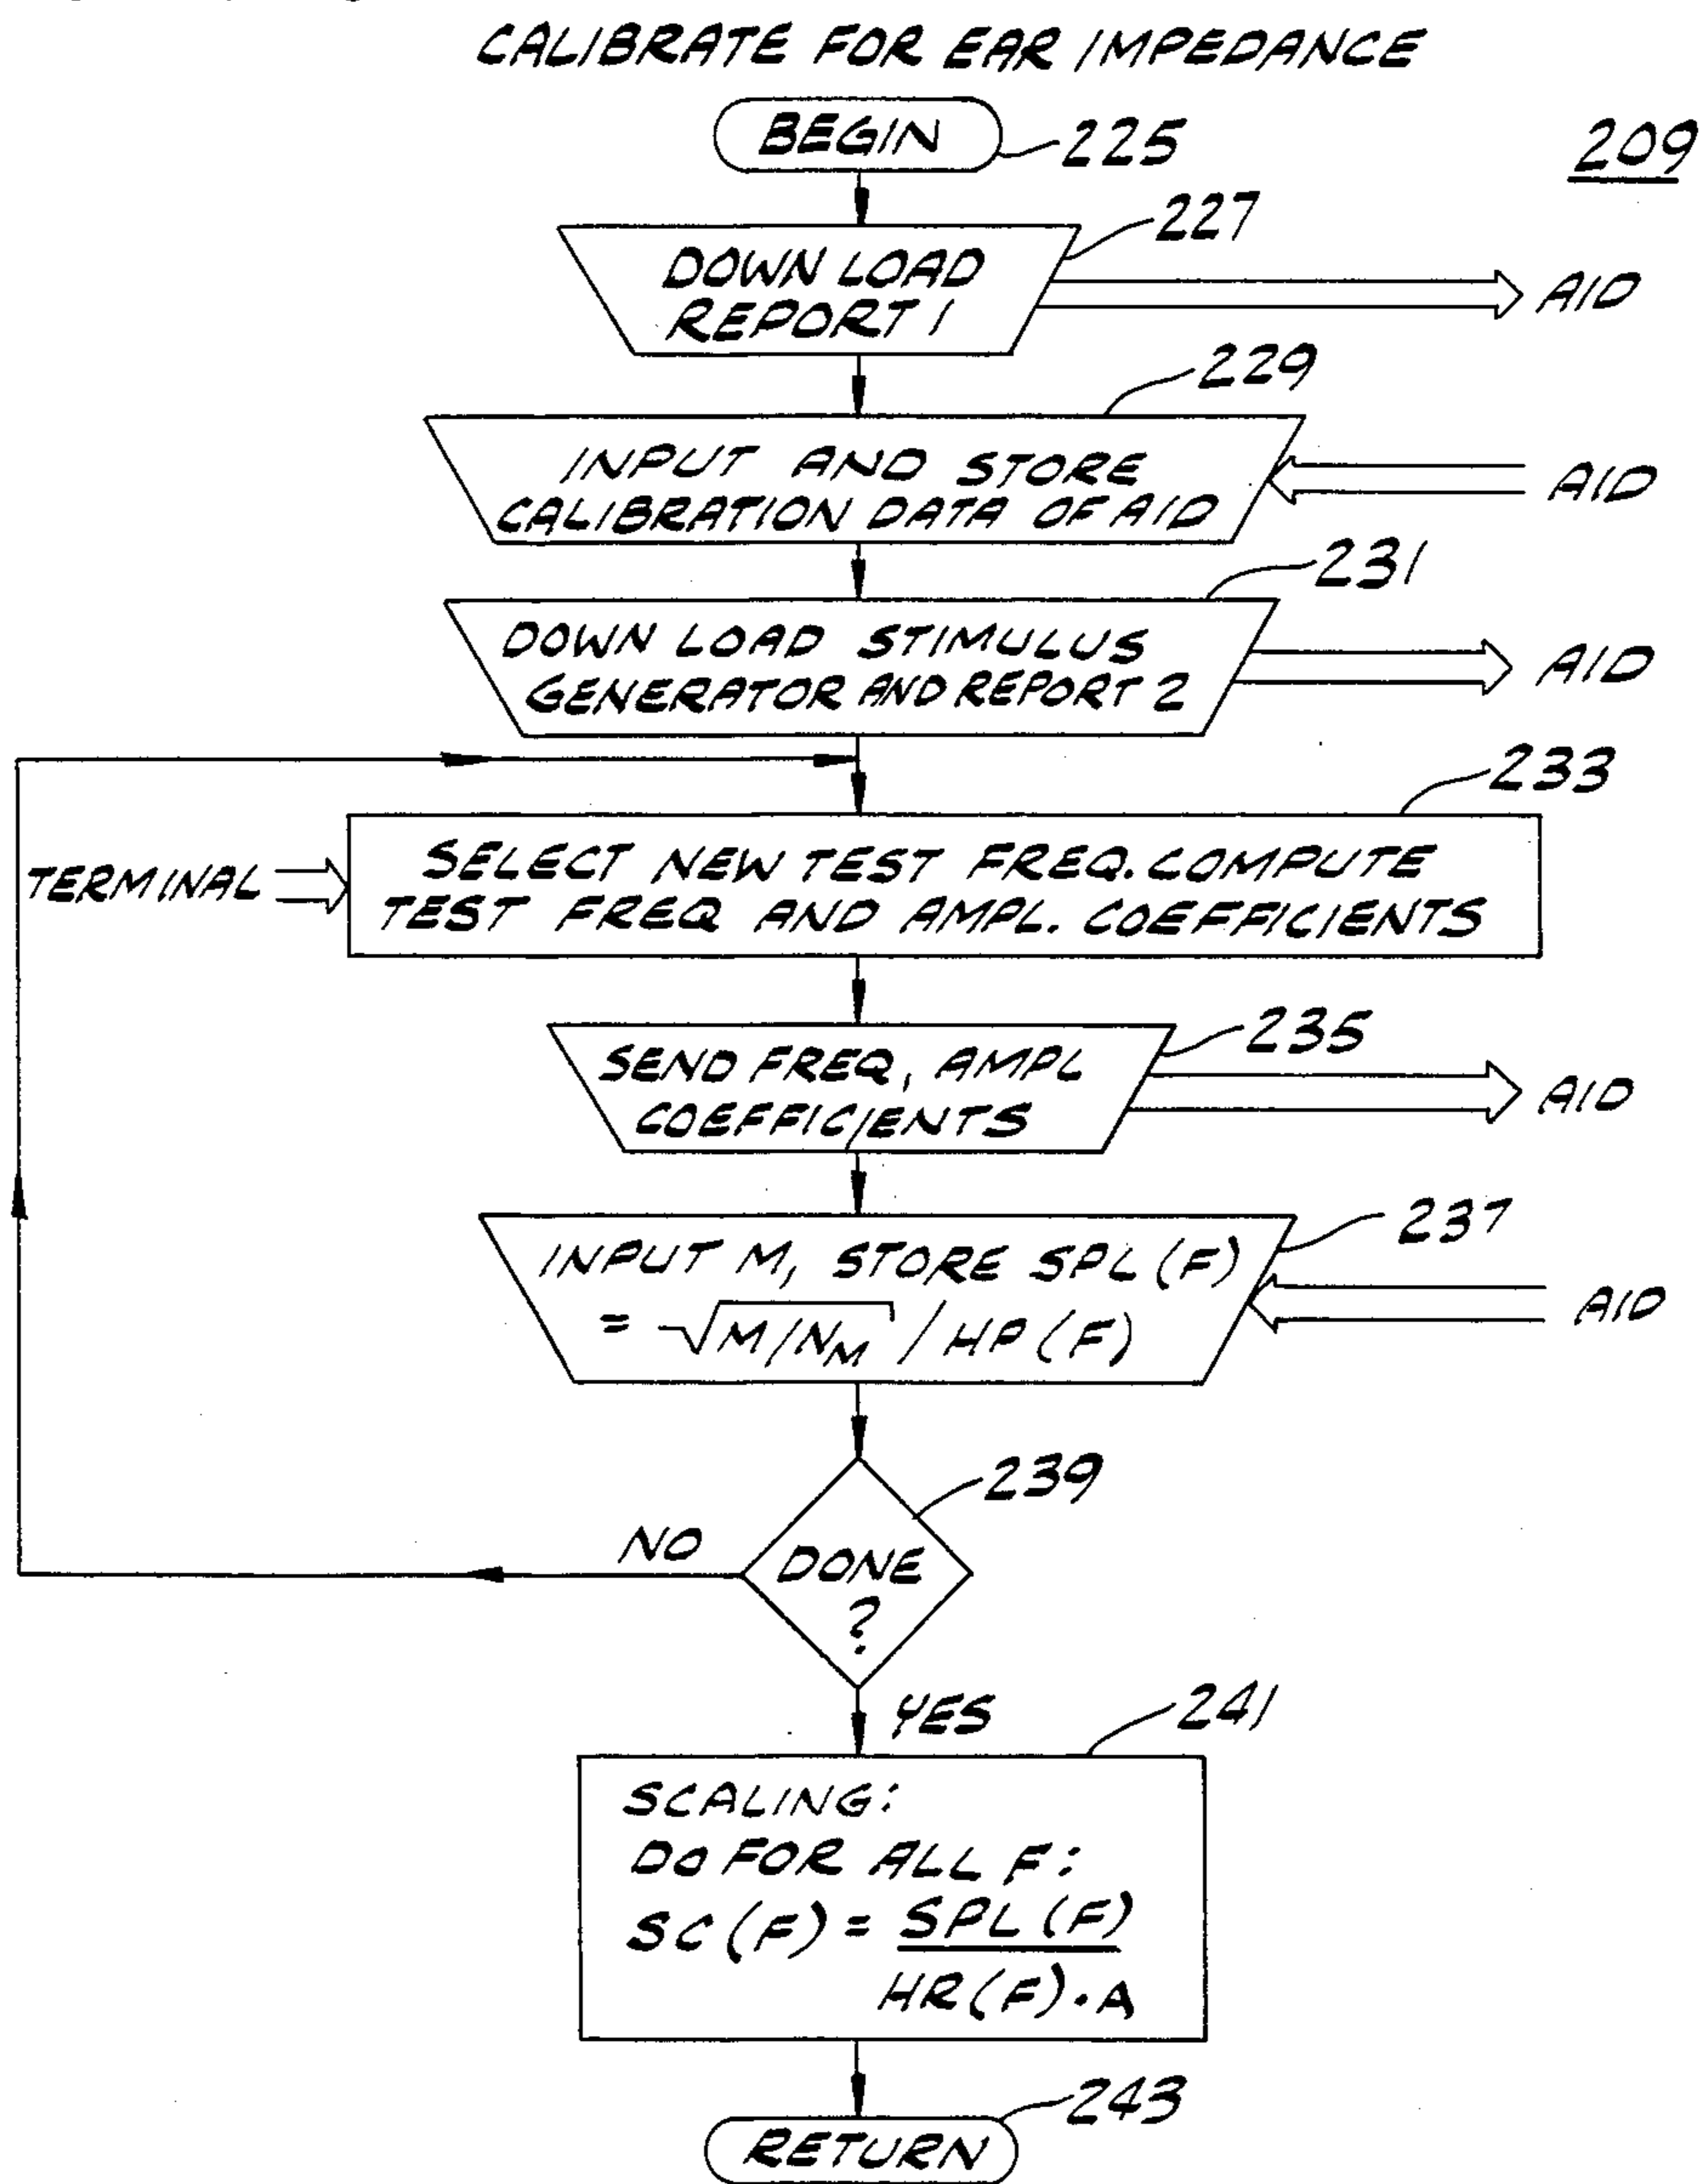 CALIBRATE FOR EAR IMPEDANCE
BEGIN
225
209
227
DOWN LOAD
REPORT 1
AID
229
INPUT AND STORE
CALIBRATION DATA OF AID
AID
231
DOWN LOAD STIMULUS
GENERATOR AND REPORT 2
AID
233
TERMINAL
SELECT NEW TEST FREQ. COMPUTE
TEST FREQ AND AMPL. COEFFICIENTS
235
SEND FREQ, AMPL
COEFFICIENTS
AID
237
INPUT M, STORE SPL (F)
= √M/NM / HP (F)
AID
239
NO
DONE
?
YES
241
SCALING:
DO FOR ALL F:
SC (F) = SPL (F)
HR (F) · A
243
RETURN